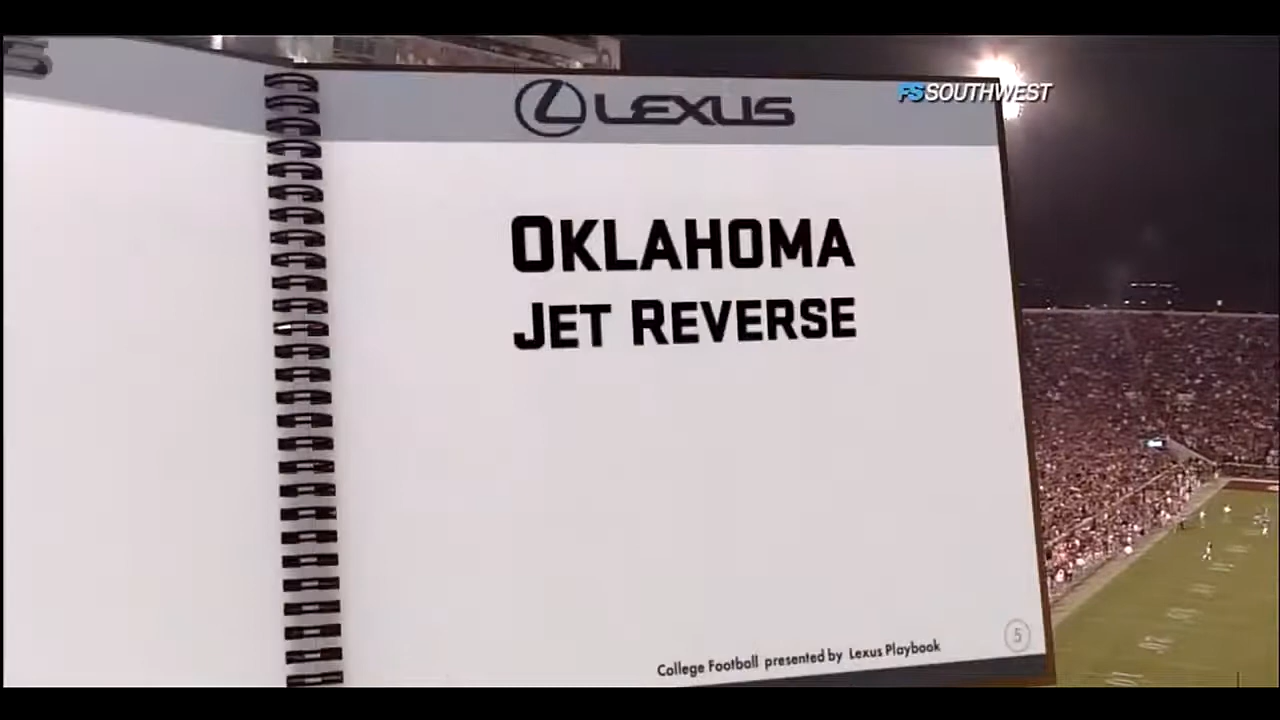 LEXUS
FS SOUTHWEST
OKLAHOMA
JET REVERSE
5
College Football presented by Lexus Playbook